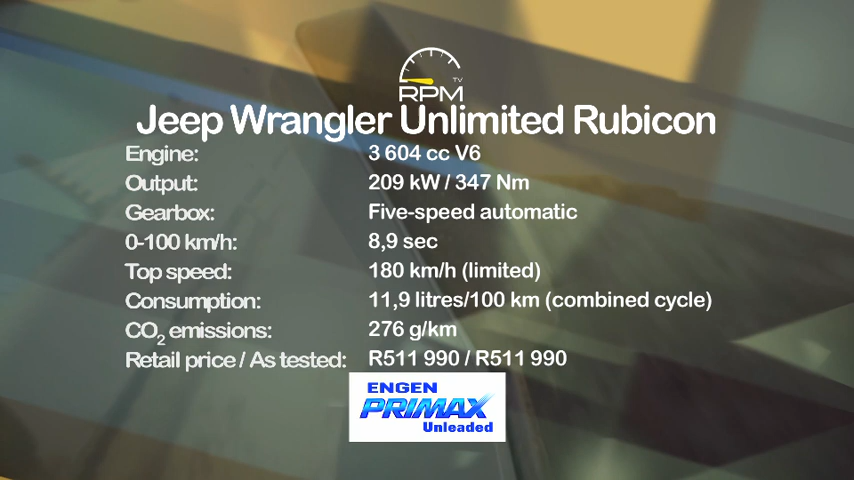 TV
RPM
Jeep Wrangler Unlimited Rubicon
Engine: 3 604 cc V6
Output: 209 kW / 347 Nm
Gearbox: Five-speed automatic
0-100 km/h: 8,9 sec
Top speed: 180 km/h (limited)
Consumption: 11,9 litres/100 km (combined cycle)
CO2 emissions: 276 g/km
Retail price / As tested: R511 990 / R511 990
ENGEN
PRIMAX
Unleaded